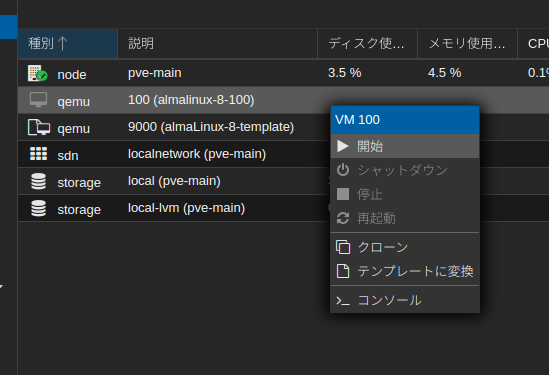 種別 説明 ディスク使... メモリ使用... CPU
node pve-main 3.5 % 4.5 % 0.1%
qemu 100 (almalinux-8-100)
qemu 9000 (almaLinux-8-template)
sdn localnetwork (pve-main)
storage local (pve-main)
storage local-lvm (pve-main)
VM 100
開始
シャットダウン
停止
再起動
クローン
テンプレートに変換
コンソール